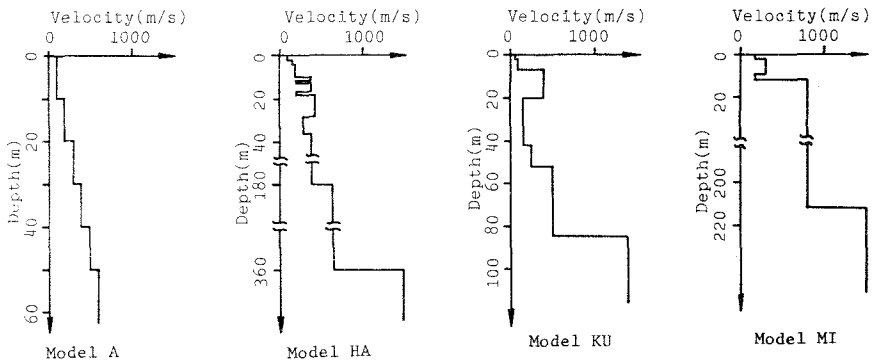 Velocity(m/s)
0 1000
0
20
40
60
Depth(m)
Model A
Velocity(m/s)
0 1000
0
20
40
180
360
Depth(m)
Model HA
Velocity(m/s)
0 1000
0
20
40
60
80
100
Depth(m)
Model KU
Velocity(m/s)
0 1000
0
20
200
220
Depth(m)
Model MI